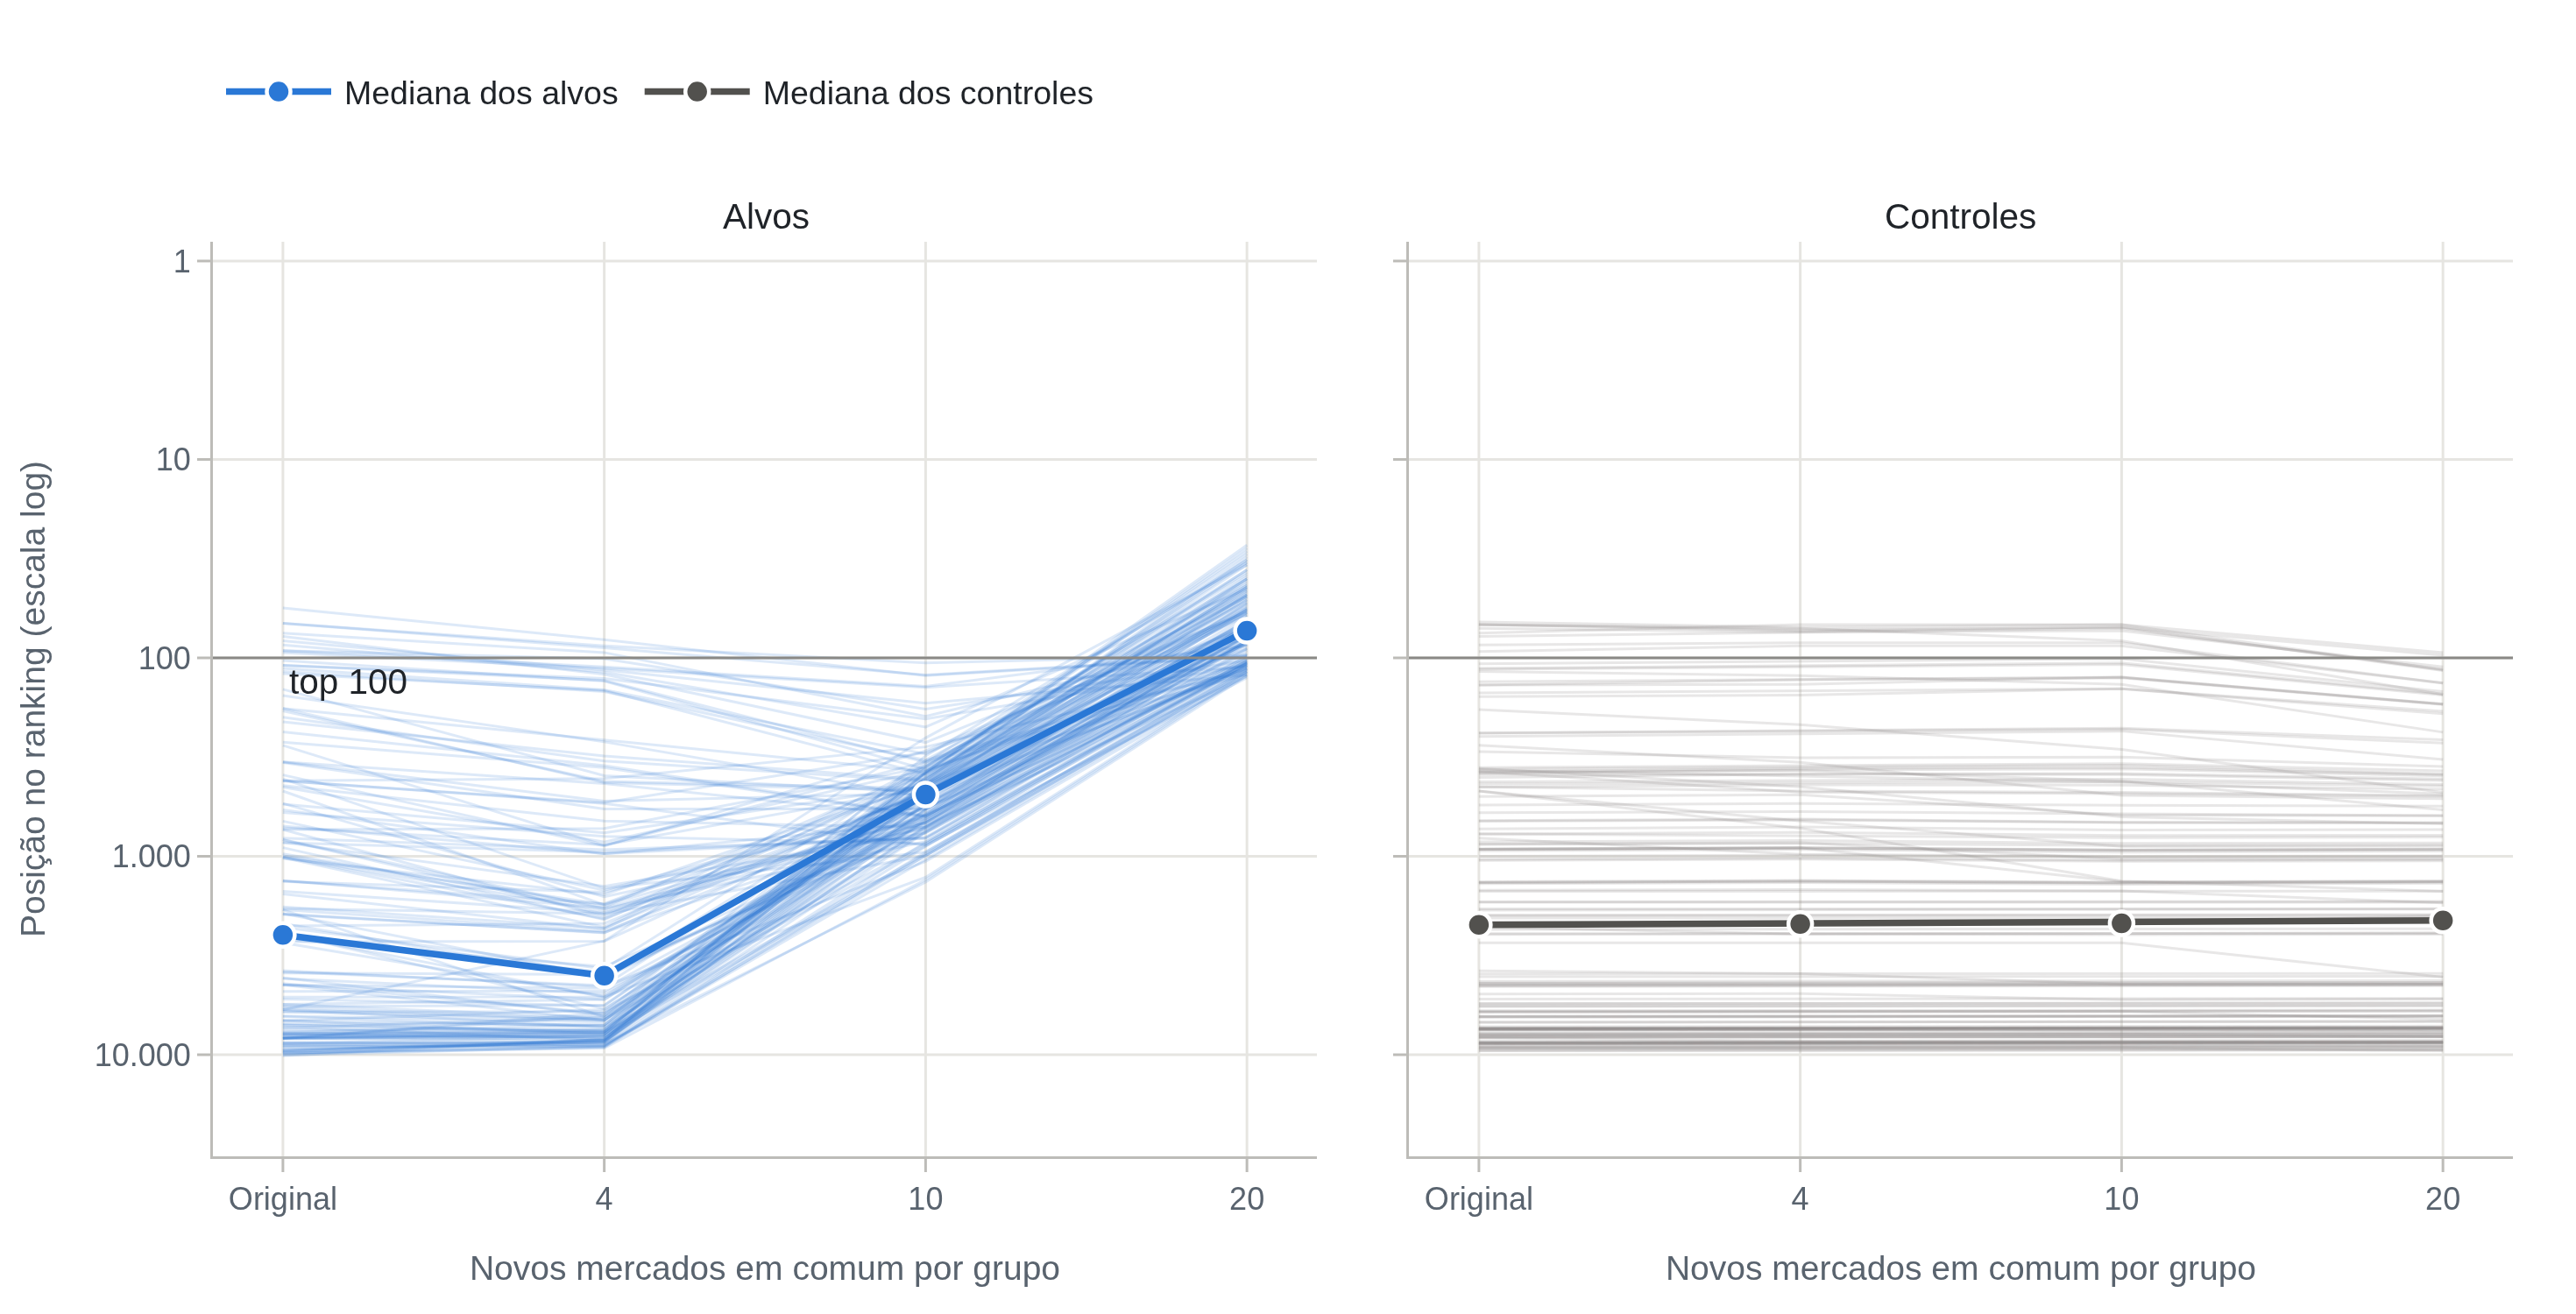 Mediana dos alvos
Mediana dos controles
Alvos
Controles
Posição no ranking (escala log)
1
10
100
1.000
10.000
top 100
Original
4
10
20
Original
4
10
20
Novos mercados em comum por grupo
Novos mercados em comum por grupo